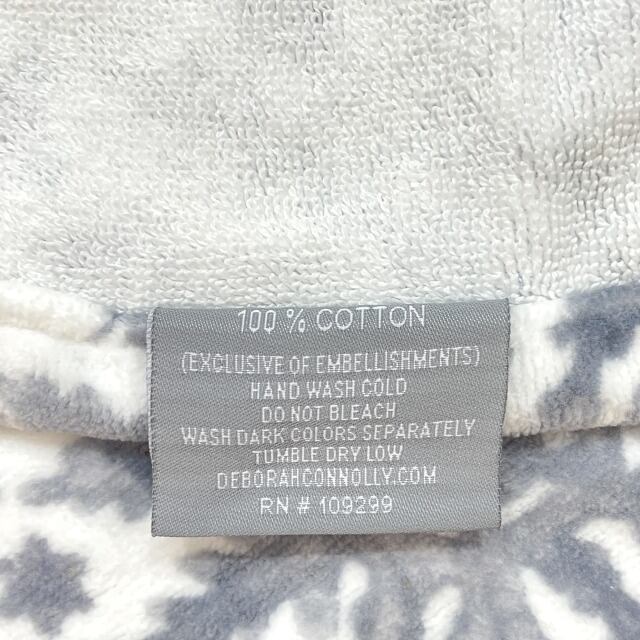 100 % COTTON
(EXCLUSIVE OF EMBELLISHMENTS)
HAND WASH COLD
DO NOT BLEACH
WASH DARK COLORS SEPARATELY
TUMBLE DRY LOW
DEBORAHCONNOLLY.COM
RN # 109299